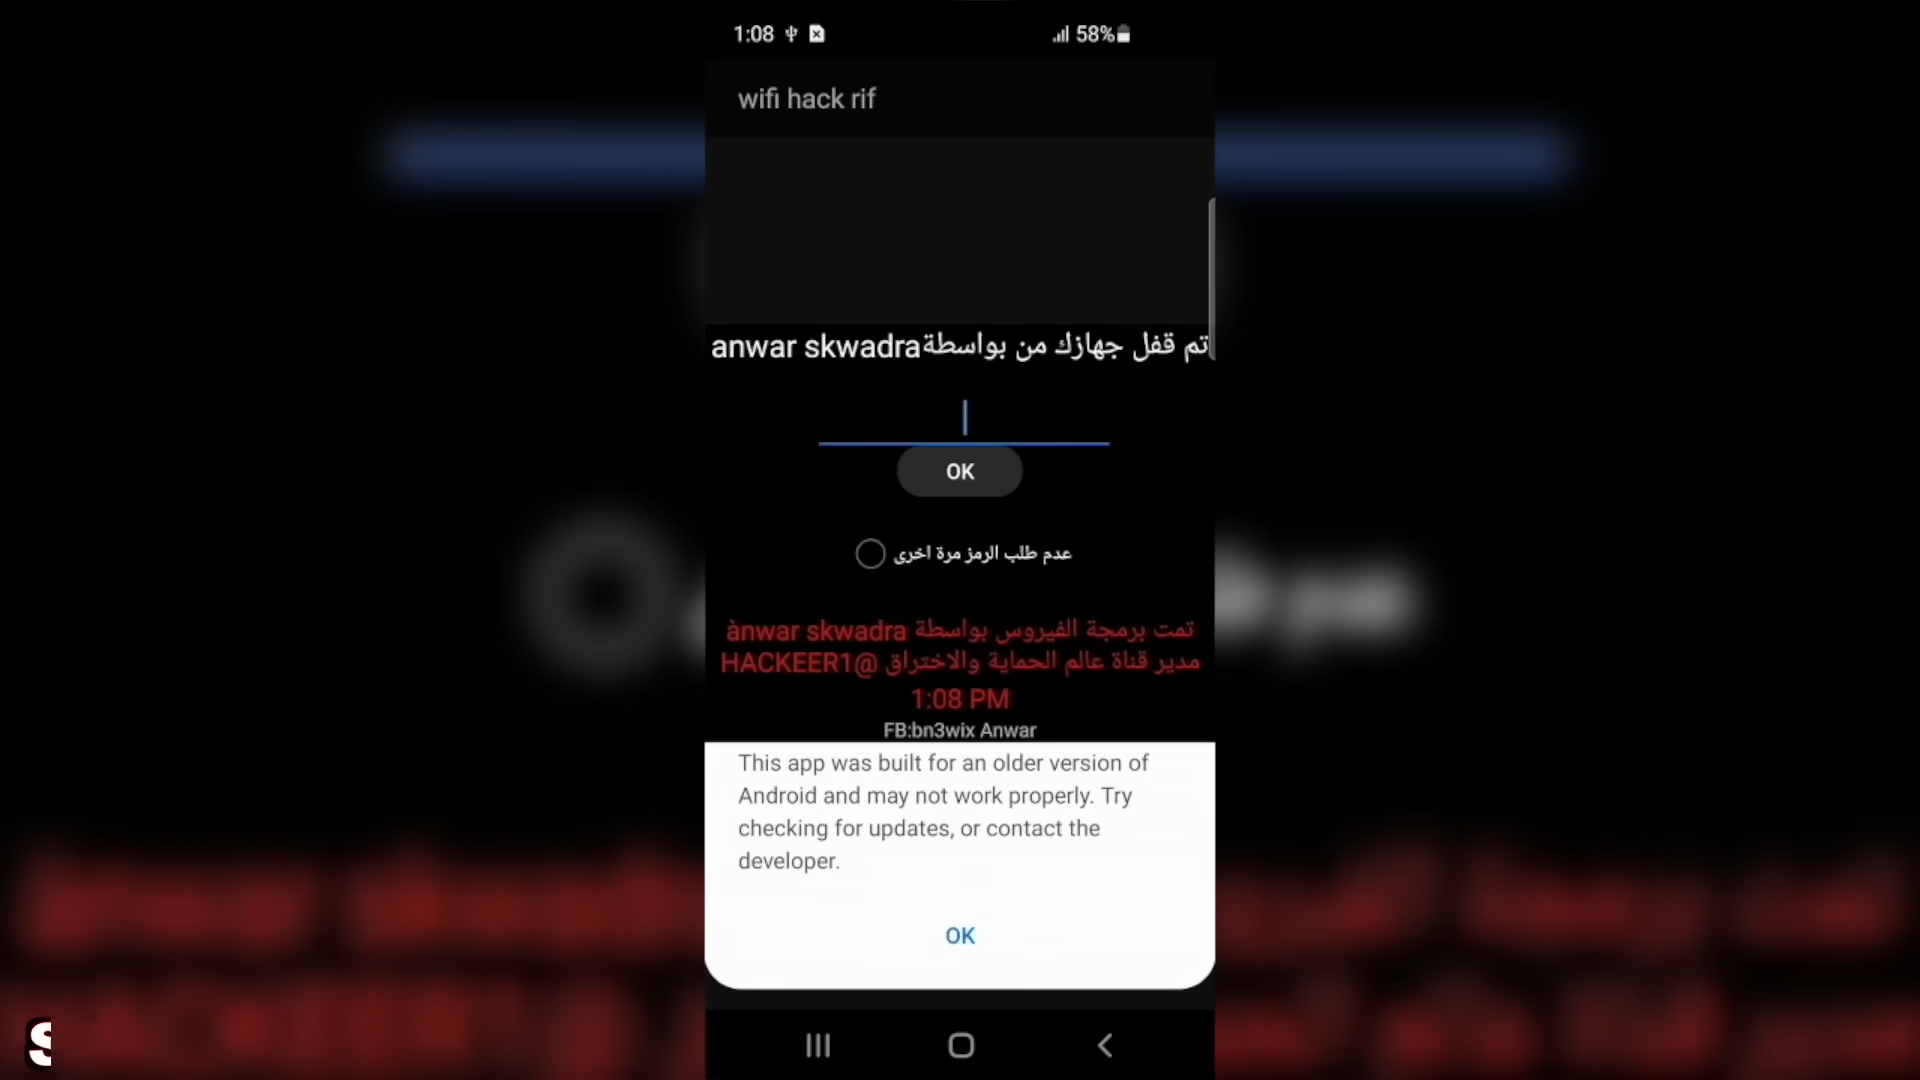 1:08
58%
wifi hack rif
تم قفل جهازك من بواسطةanwar skwadra
OK
عدم طلب الرمز مرة اخرى
تمت برمجة الفيروس بواسطة ànwar skwadra
مدير قناة عالم الحماية والاختراق @HACKEER1
1:08 PM
FB:bn3wix Anwar
This app was built for an older version of
Android and may not work properly. Try
checking for updates, or contact the
developer.
OK
S